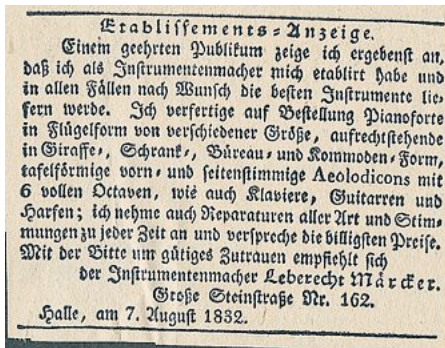 Etablissements-Anzeige.
Einem geehrten Publikum zeige ich ergebenst an,
daß ich als Instrumentenmacher mich etablirt habe und
in allen Fällen nach Wunsch die besten Instrumente lie-
fern werde. Ich verfertige auf Bestellung Pianoforte
in Flügelform von verschiedener Größe, aufrechtstehende
in Giraffe-, Schrank-, Büreau- und Kommoden-Form,
tafelförmige vorn- und seitenstimmige Aeolodicons mit
6 vollen Octaven, wie auch Klaviere, Guitarren und
Harfen; ich nehme auch Reparaturen aller Art und Stim-
mungen zu jeder Zeit an und verspreche die billigsten Preise.
Mit der Bitte um gütiges Zutrauen empfiehlt sich
der Instrumentenmacher Leberecht Märcker.
Große Steinstraße Nr. 162.
Halle, am 7. August 1832.